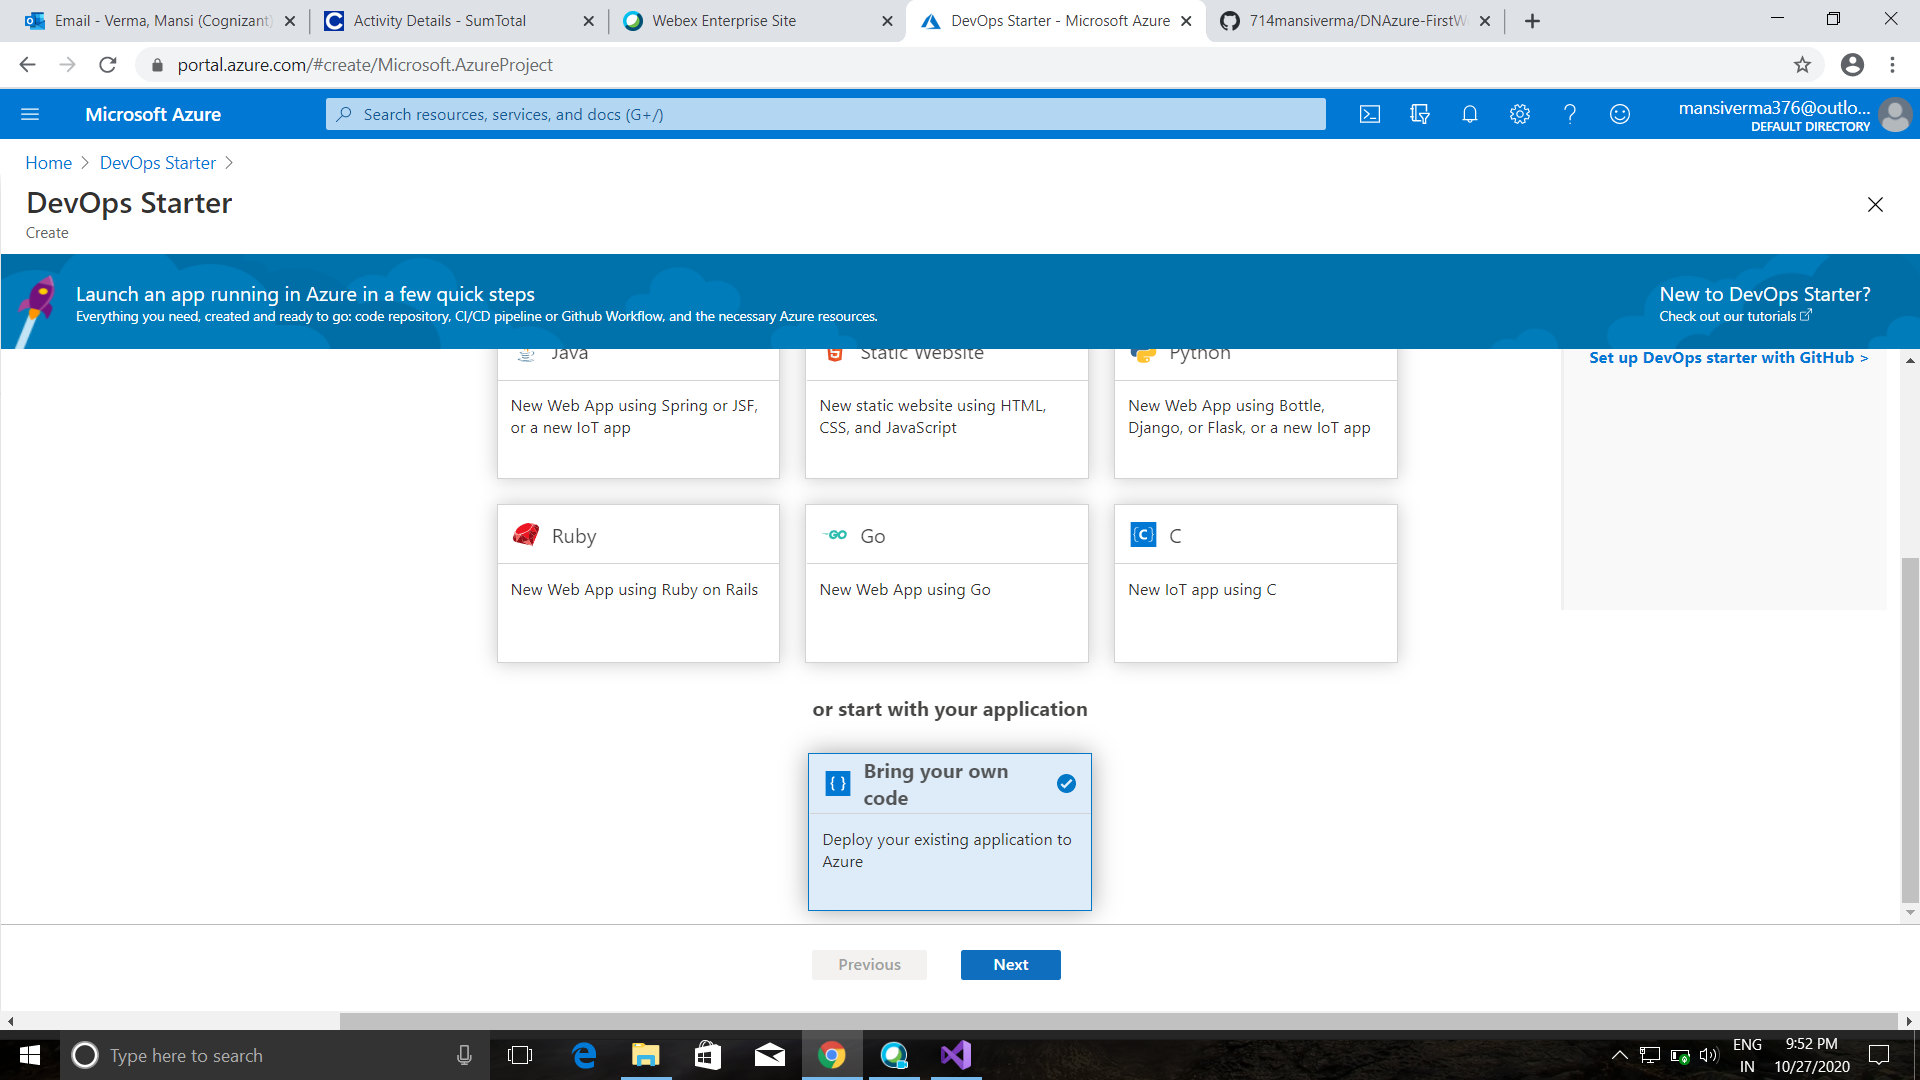 Email - Verma, Mansi (Cognizant)
Activity Details - SumTotal
Webex Enterprise Site
DevOps Starter - Microsoft Azure
714mansiverma/DNAzure-FirstW
portal.azure.com/#create/Microsoft.AzureProject
Microsoft Azure
Search resources, services, and docs (G+/)
mansiverma376@outlo...
DEFAULT DIRECTORY
Home
DevOps Starter
DevOps Starter
Create
Launch an app running in Azure in a few quick steps
Everything you need, created and ready to go: code repository, CI/CD pipeline or Github Workflow, and the necessary Azure resources.
New to DevOps Starter?
Check out our tutorials
Java
Static Website
Python
Set up DevOps starter with GitHub >
New Web App using Spring or JSF,
or a new IoT app
New static website using HTML,
CSS, and JavaScript
New Web App using Bottle,
Django, or Flask, or a new IoT app
Ruby
GO
Go
{C}
C
New Web App using Ruby on Rails
New Web App using Go
New IoT app using C
or start with your application
{ }
Bring your own
code
Deploy your existing application to
Azure
Previous
Next
Type here to search
ENG
IN
9:52 PM
10/27/2020